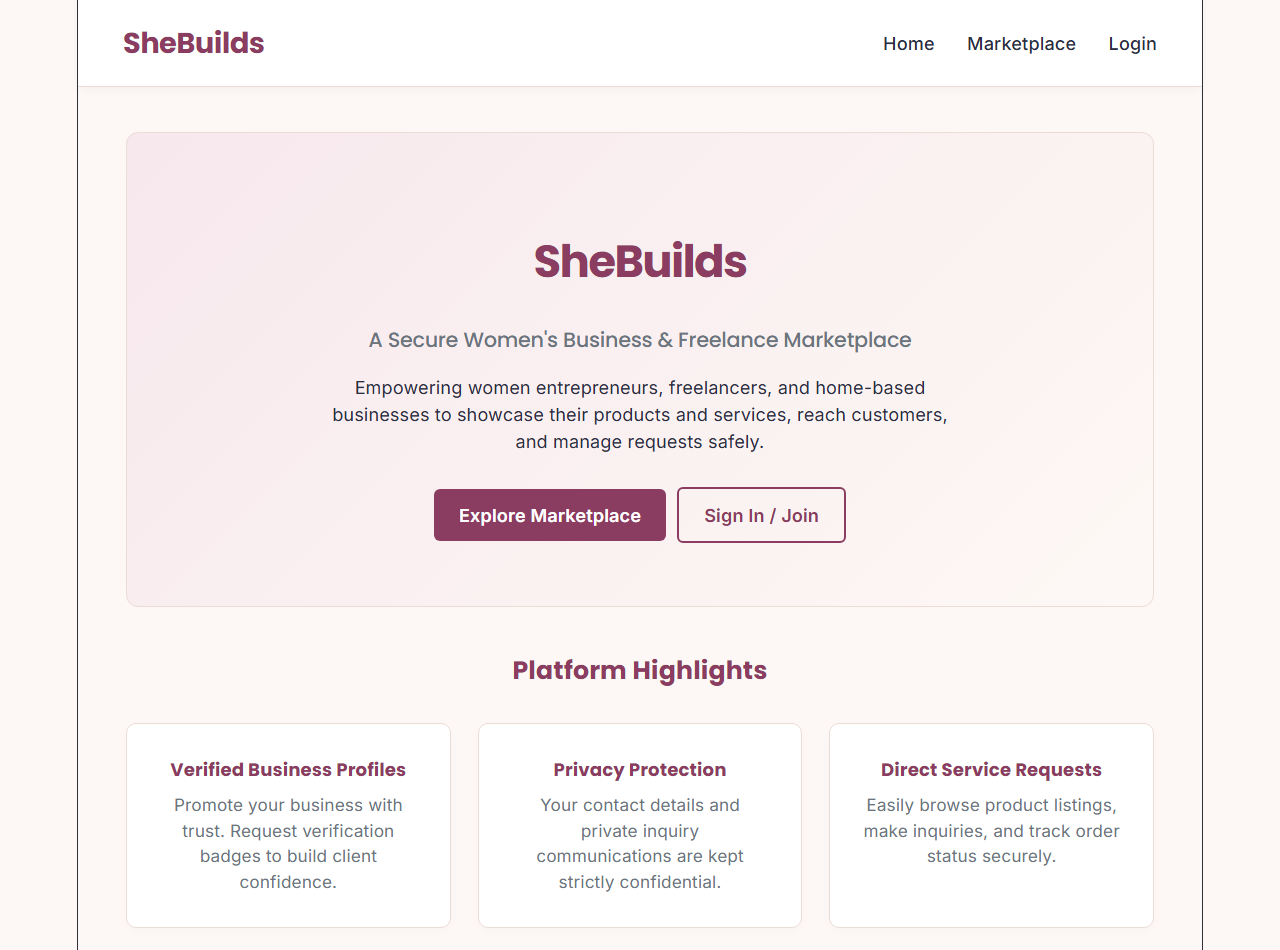 SheBuilds
Home Marketplace Login
SheBuilds
A Secure Women's Business & Freelance Marketplace
Empowering women entrepreneurs, freelancers, and home-based
businesses to showcase their products and services, reach customers,
and manage requests safely.
Explore Marketplace
Sign In / Join
Platform Highlights
Verified Business Profiles
Promote your business with
trust. Request verification
badges to build client
confidence.
Privacy Protection
Your contact details and
private inquiry
communications are kept
strictly confidential.
Direct Service Requests
Easily browse product listings,
make inquiries, and track order
status securely.